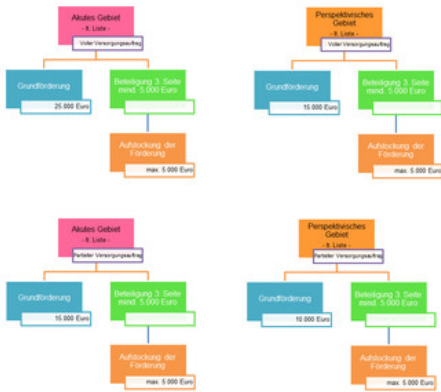 Akutes Gebiet
- lt. Liste -
Voller Versorgungsauftrag
Grundförderung
25.000 Euro
Beteiligung 3. Seite
mind. 5.000 Euro
Aufstockung der
Förderung
max. 5.000 Euro
Perspektivisches
Gebiet
- lt. Liste -
Voller Versorgungsauftrag
Grundförderung
15.000 Euro
Beteiligung 3. Seite
mind. 5.000 Euro
Aufstockung der
Förderung
max. 5.000 Euro
Akutes Gebiet
- lt. Liste -
Partieller Versorgungsauftrag
Grundförderung
15.000 Euro
Beteiligung 3. Seite
mind. 5.000 Euro
Aufstockung der
Förderung
max. 5.000 Euro
Perspektivisches
Gebiet
- lt. Liste -
Partieller Versorgungsauftrag
Grundförderung
10.000 Euro
Beteiligung 3. Seite
mind. 5.000 Euro
Aufstockung der
Förderung
max. 5.000 Euro